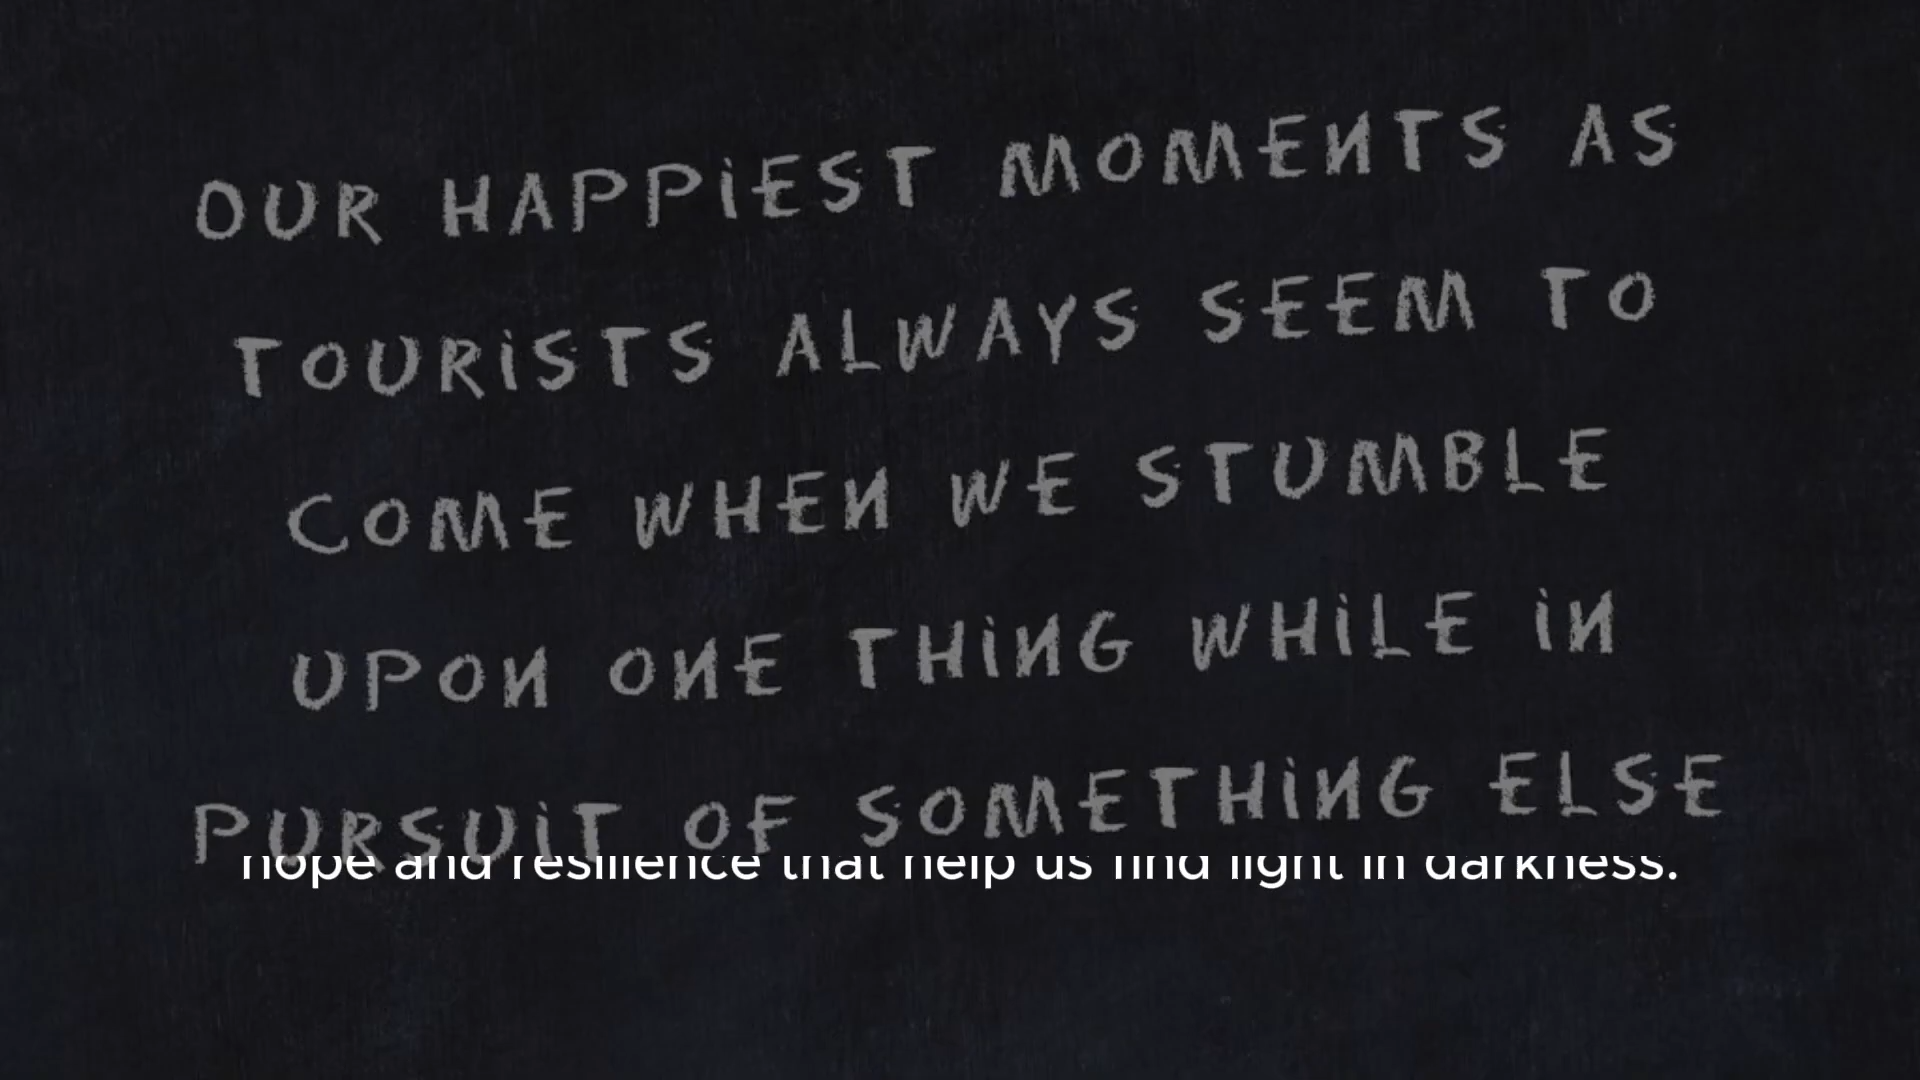 OUR HAPPiEST MOMENTS AS
TOURiSTS ALWAYS SEEM TO
COME WHEN WE STUMBLE
UPON ONE THiNG WHiLE iN
PURSUiT OF SOMETHiNG ELSE
hope and resilience that help us find light in darkness.